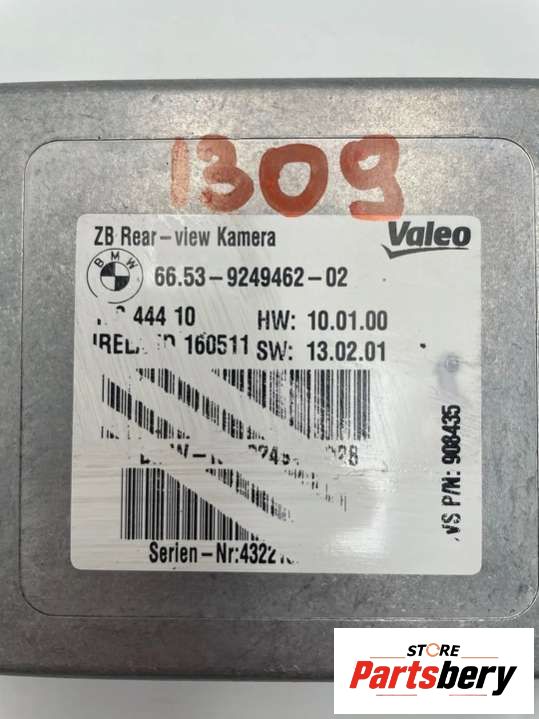 1309
ZB Rear-view Kamera
Valeo
BMW
66.53-9249462-02
444 10
HW: 10.01.00
160511 SW: 13.02.01
VS P/N: 908435
Serien-Nr:4322
STORE
Partsbery